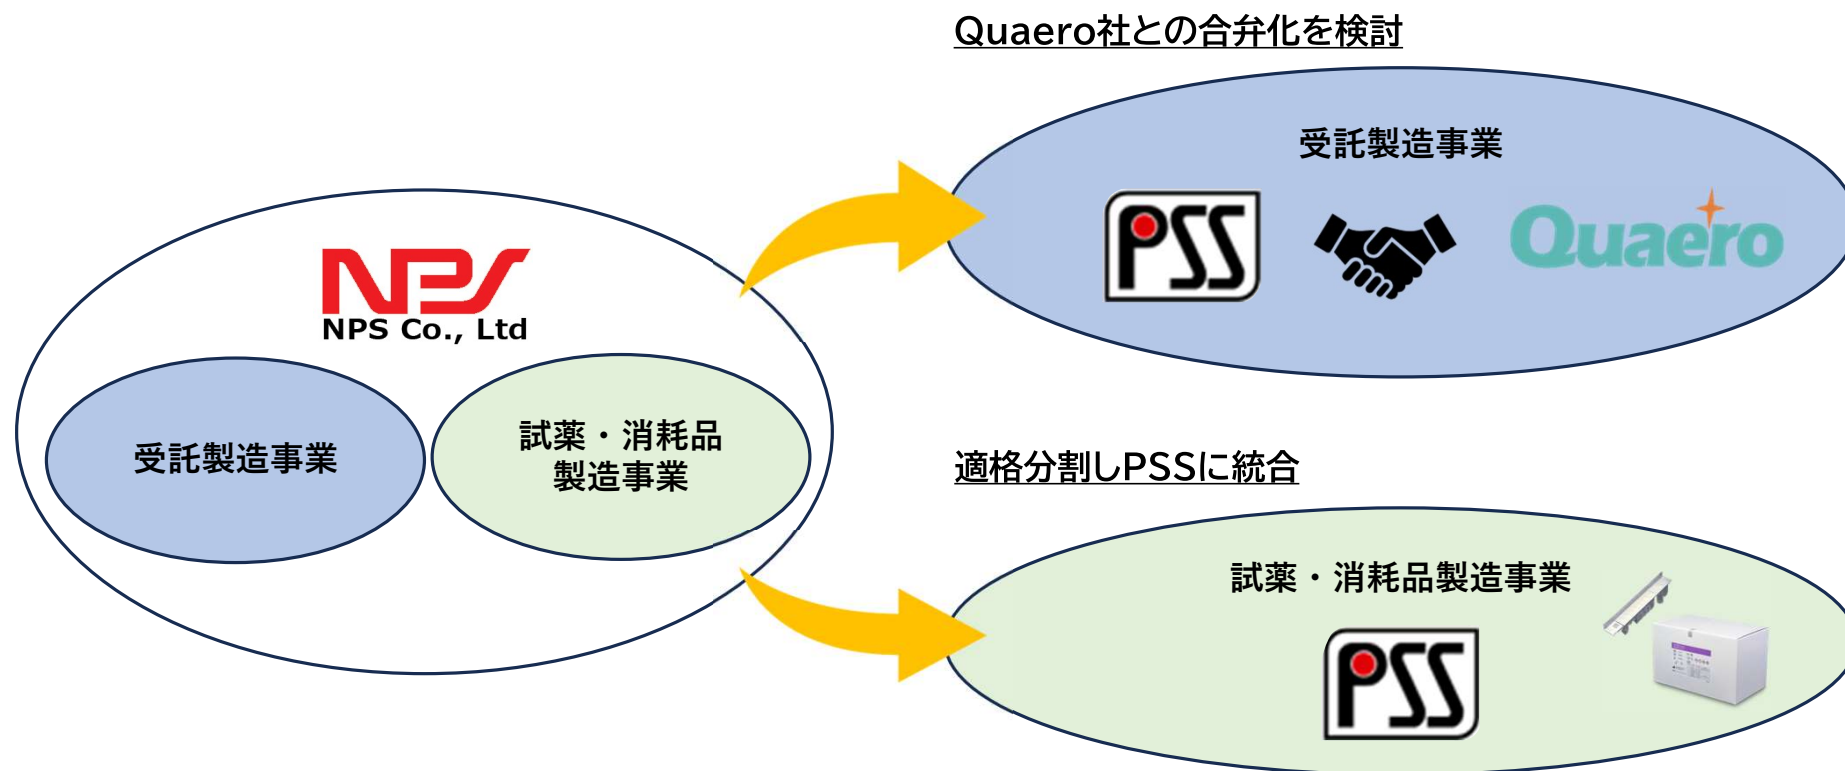 Quaero社との合弁化を検討
受託製造事業
PSS
Quaero
NPS
NPS Co., Ltd
受託製造事業
試薬・消耗品
製造事業
適格分割しPSSに統合
試薬・消耗品製造事業
PSS